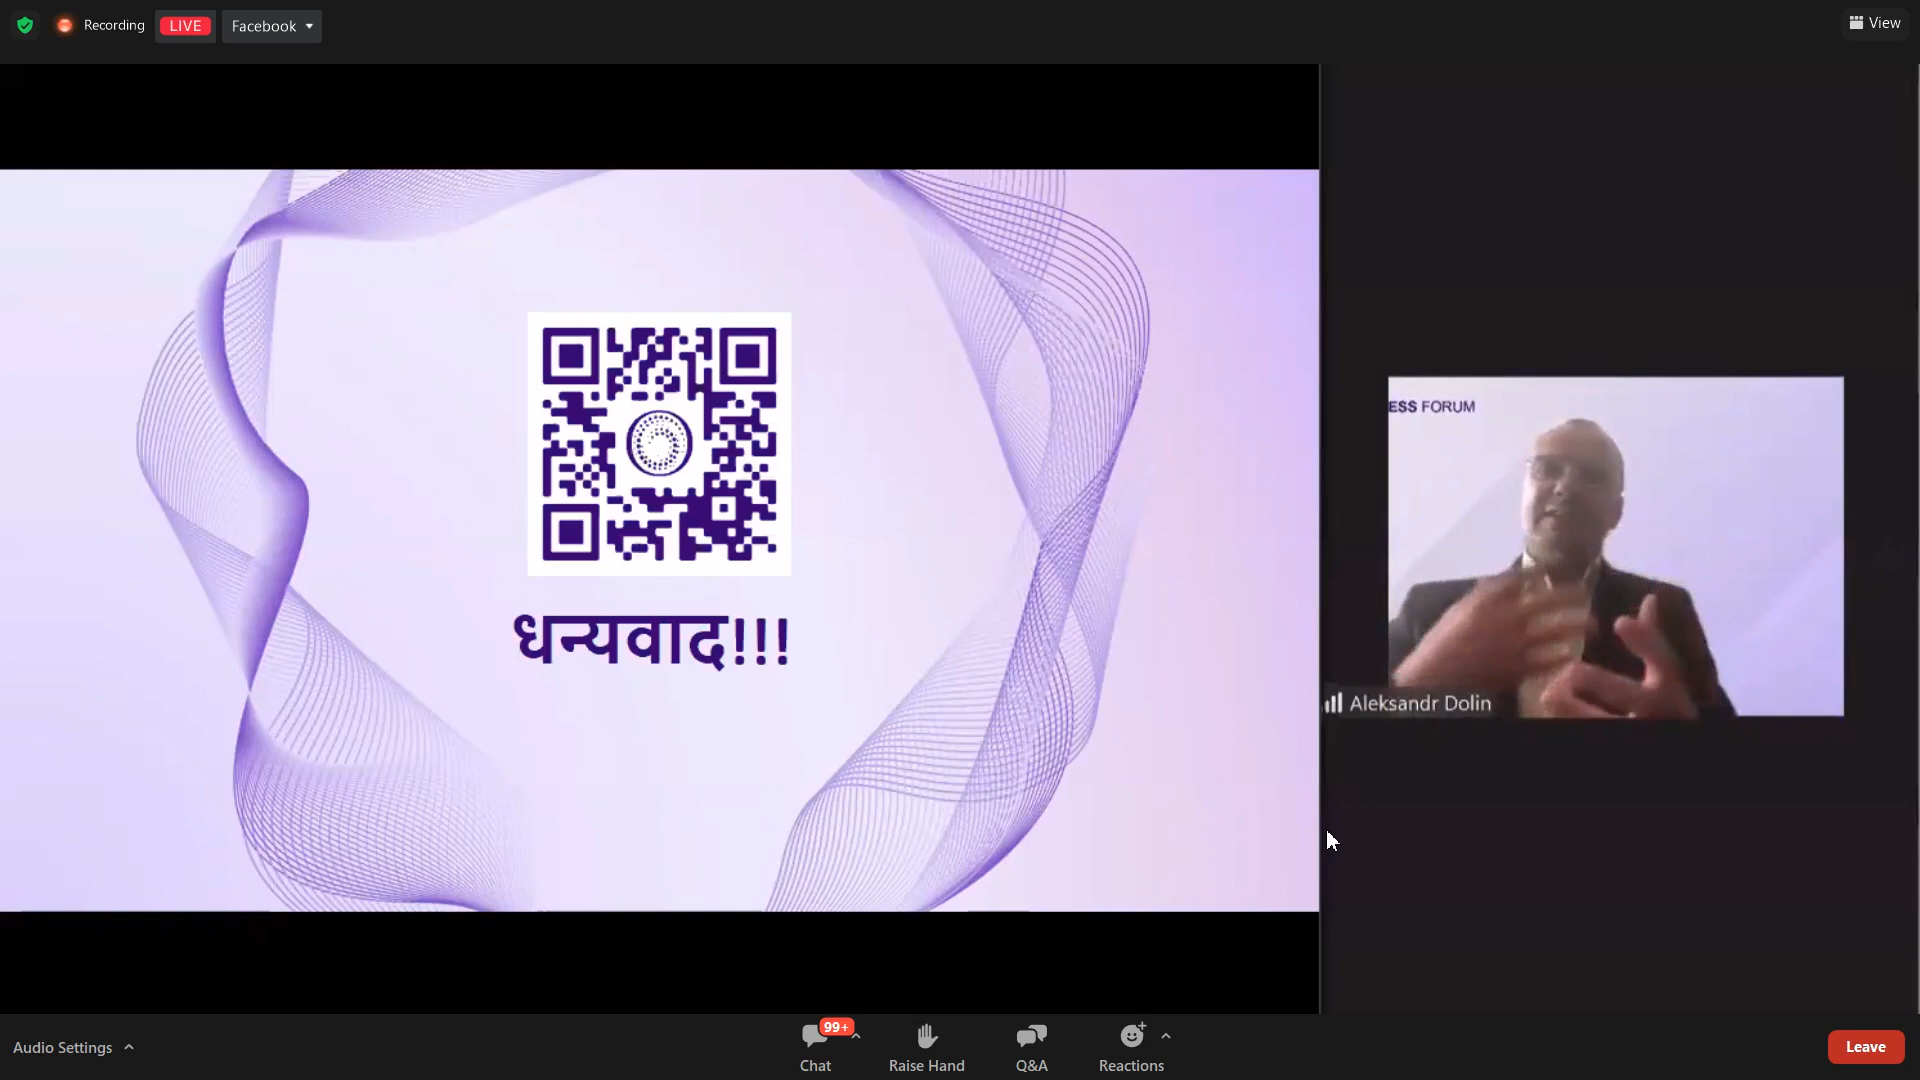 Recording
LIVE
Facebook
View
ESS FORUM
धन्यवाद!!!
Aleksandr Dolin
Audio Settings
99+
Chat
Raise Hand
Q&A
Reactions
Leave